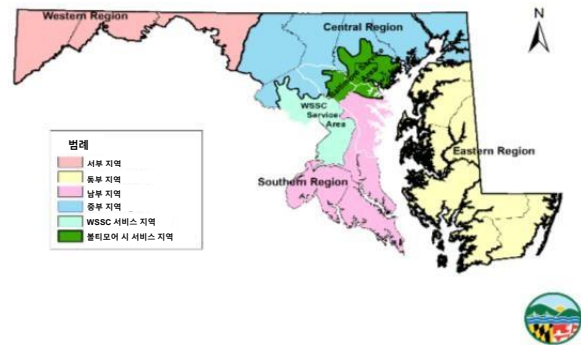 Western Region
Central Region
N
WSSC
Service
Area
Eastern Region
Southern Region
범례
서부 지역
동부 지역
남부 지역
중부 지역
WSSC 서비스 지역
볼티모어 시 서비스 지역